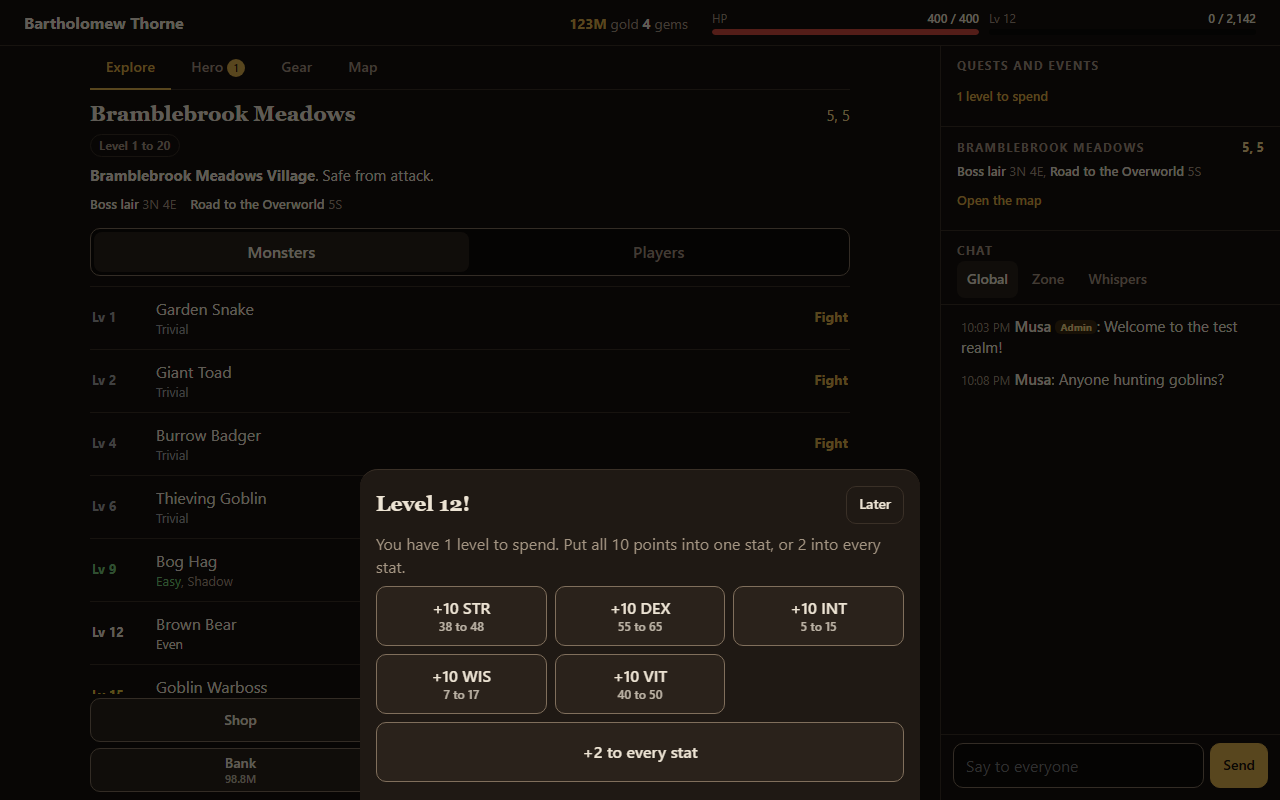 Bartholomew Thorne
123M gold 4 gems
HP 400 / 400
Lv 12 0 / 2,142
Explore
Hero 1
Gear
Map
Bramblebrook Meadows
5, 5
Level 1 to 20
Bramblebrook Meadows Village. Safe from attack.
Boss lair 3N 4E Road to the Overworld 5S
Monsters
Players
Lv 1
Garden Snake
Trivial
Fight
Lv 2
Giant Toad
Trivial
Fight
Lv 4
Burrow Badger
Trivial
Fight
Lv 6
Thieving Goblin
Trivial
Lv 9
Bog Hag
Easy, Shadow
Lv 12
Brown Bear
Even
Lv 15
Goblin Warboss
Shop
Bank
98.8M
Level 12!
Later
You have 1 level to spend. Put all 10 points into one stat, or 2 into every
stat.
+10 STR
38 to 48
+10 DEX
55 to 65
+10 INT
5 to 15
+10 WIS
7 to 17
+10 VIT
40 to 50
+2 to every stat
QUESTS AND EVENTS
1 level to spend
BRAMBLEBROOK MEADOWS 5, 5
Boss lair 3N 4E, Road to the Overworld 5S
Open the map
CHAT
Global
Zone
Whispers
10:03 PM Musa Admin: Welcome to the test
realm!
10:08 PM Musa: Anyone hunting goblins?
Say to everyone
Send